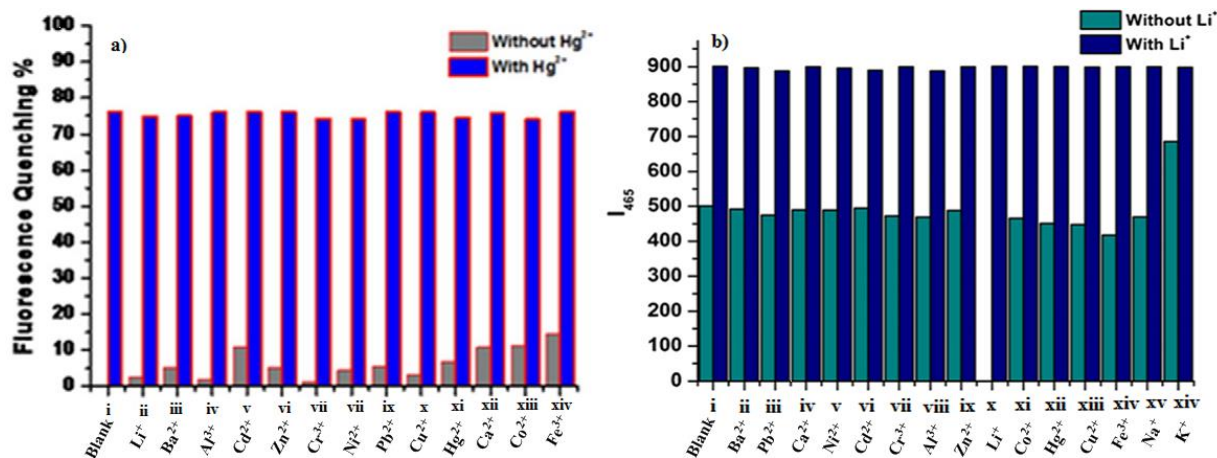 a)
Without Hg²⁺
With Hg²⁺
Fluorescence Quenching %
100
90
80
70
60
50
40
30
20
10
0
i ii iii iv v vi vii vii ix x xi xii xiii xiv
Blank Li⁺ Ba²⁺ Al³⁺ Cd²⁺ Zn²⁺ Cr³⁺ Ni²⁺ Pb²⁺ Cu²⁺ Hg²⁺ Ca²⁺ Co²⁺ Fe³⁺
b)
Without Li⁺
With Li⁺
I₄₆₅
900
800
700
600
500
400
300
200
100
0
i ii iii iv v vi vii viii ix x xi xii xiii xiv xv xiv
Blank Ba²⁺ Pb²⁺ Ca²⁺ Ni²⁺ Cd²⁺ Cr³⁺ Al³⁺ Zn²⁺ Li⁺ Co²⁺ Hg²⁺ Cu²⁺ Fe³⁺ Na⁺ K⁺